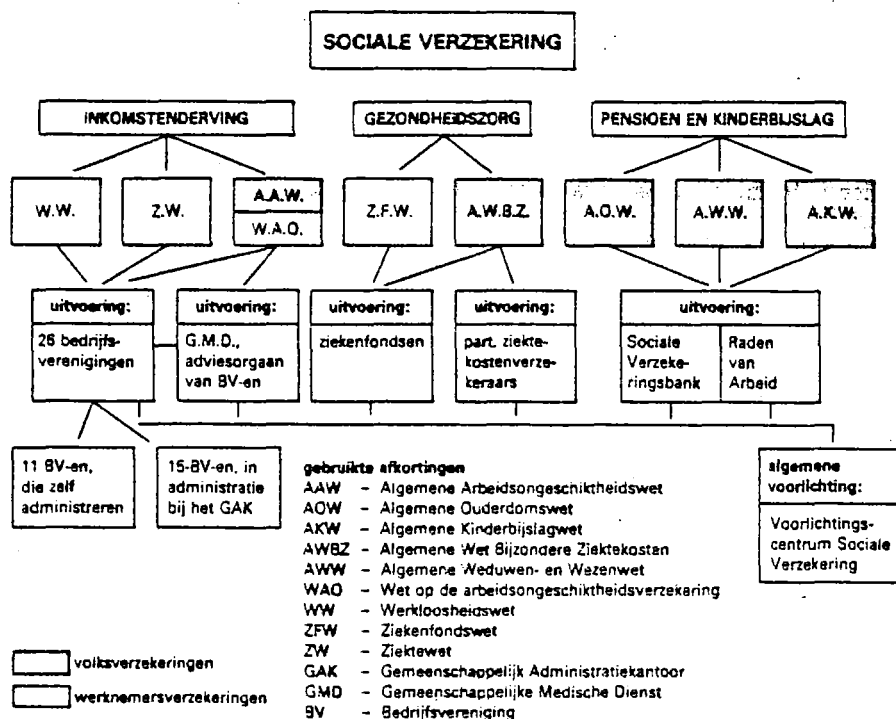 SOCIALE VERZEKERING
INKOMSTENDERVING
GEZONDHEIDSZORG
PENSIOEN EN KINDERBIJSLAG
W.W.
Z.W.
A.A.W.
W.A.O.
Z.F.W.
A.W.B.Z.
A.O.W.
A.W.W.
A.K.W.
uitvoering:
26 bedrijfs-
verenigingen
uitvoering:
G.M.D.,
adviesorgaan
van BV-en
uitvoering:
ziekenfondsen
uitvoering:
part. ziekte-
kostenverze-
keraars
uitvoering:
Sociale
Verzeke-
ringsbank
Raden
van
Arbeid
11 BV-en,
die zelf
administreren
15-BV-en, in
administratie
bij het GAK
gebruikte afkortingen
AAW – Algemene Arbeidsongeschiktheidswet
AOW – Algemene Ouderdomswet
AKW – Algemene Kinderbijslagwet
AWBZ – Algemene Wet Bijzondere Ziektekosten
AWW – Algemene Weduwen- en Wezenwet
WAO – Wet op de arbeidsongeschiktheidsverzekering
WW – Werkloosheidswet
ZFW – Ziekenfondswet
ZW – Ziektewet
GAK – Gemeenschappelijk Administratiekantoor
GMD – Gemeenschappelijke Medische Dienst
BV – Bedrijfsvereniging
algemene
voorlichting:
Voorlichtings-
centrum Sociale
Verzekering
volksverzekeringen
werknemersverzekeringen